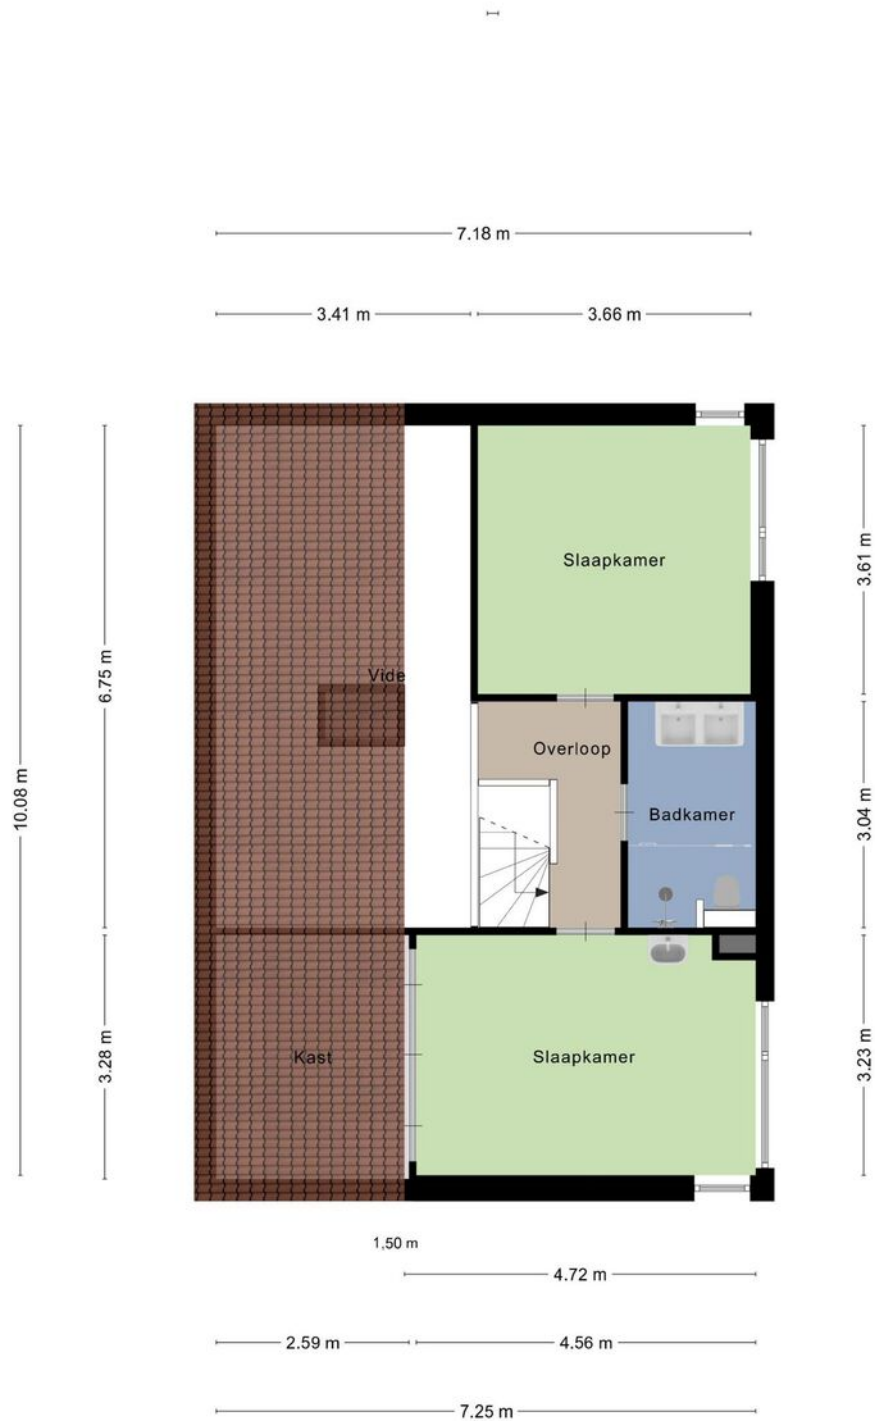 7.18 m
3.41 m
3.66 m
Slaapkamer
3.61 m
6.75 m
Vide
Overloop
10.08 m
Badkamer
3.04 m
Kast
Slaapkamer
3.28 m
3.23 m
1,50 m
4.72 m
2.59 m
4.56 m
7.25 m